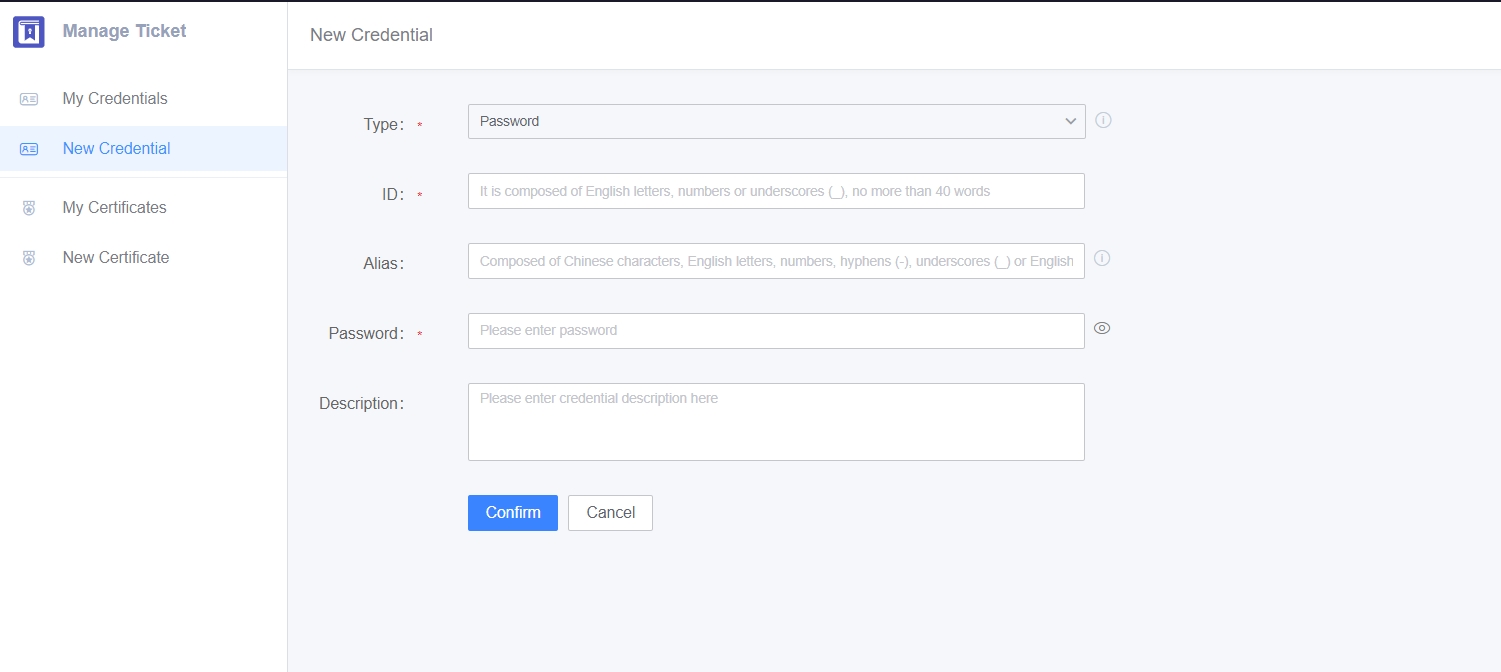 Manage Ticket
New Credential
My Credentials
New Credential
My Certificates
New Certificate
Type: *
Password
ID: *
It is composed of English letters, numbers or underscores (_), no more than 40 words
Alias:
Composed of Chinese characters, English letters, numbers, hyphens (-), underscores (_) or English
Password: *
Please enter password
Description:
Please enter credential description here
Confirm
Cancel